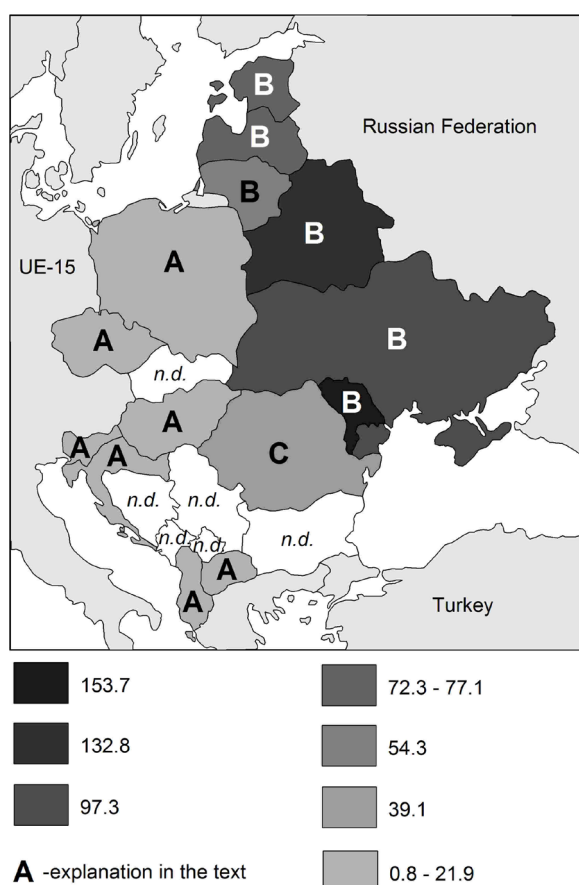 B
B
Russian Federation
B
B
UE-15
A
A
B
n.d.
B
A
A
A
C
n.d.
n.d.
n.d.
n.d.
n.d.
A
A
Turkey
153.7
72.3 - 77.1
132.8
54.3
97.3
39.1
A -explanation in the text
0.8 - 21.9